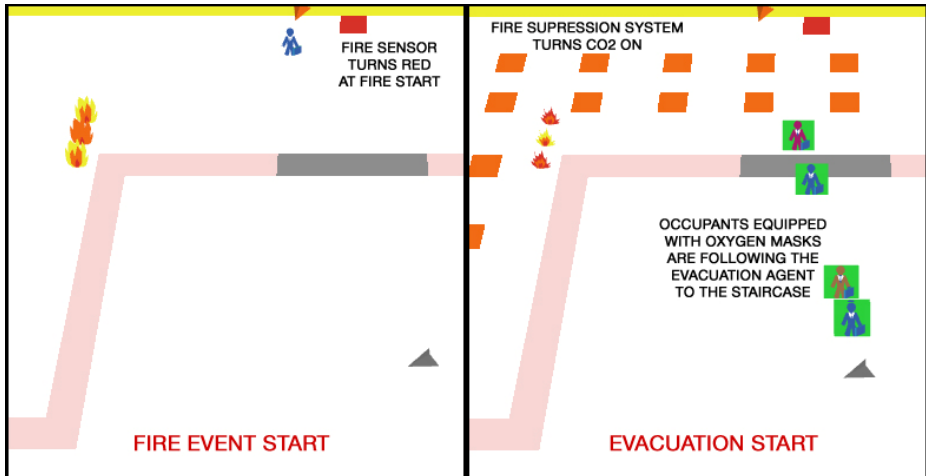 FIRE SENSOR
TURNS RED
AT FIRE START
FIRE EVENT START
FIRE SUPRESSION SYSTEM
TURNS CO2 ON
OCCUPANTS EQUIPPED
WITH OXYGEN MASKS
ARE FOLLOWING THE
EVACUATION AGENT
TO THE STAIRCASE
EVACUATION START